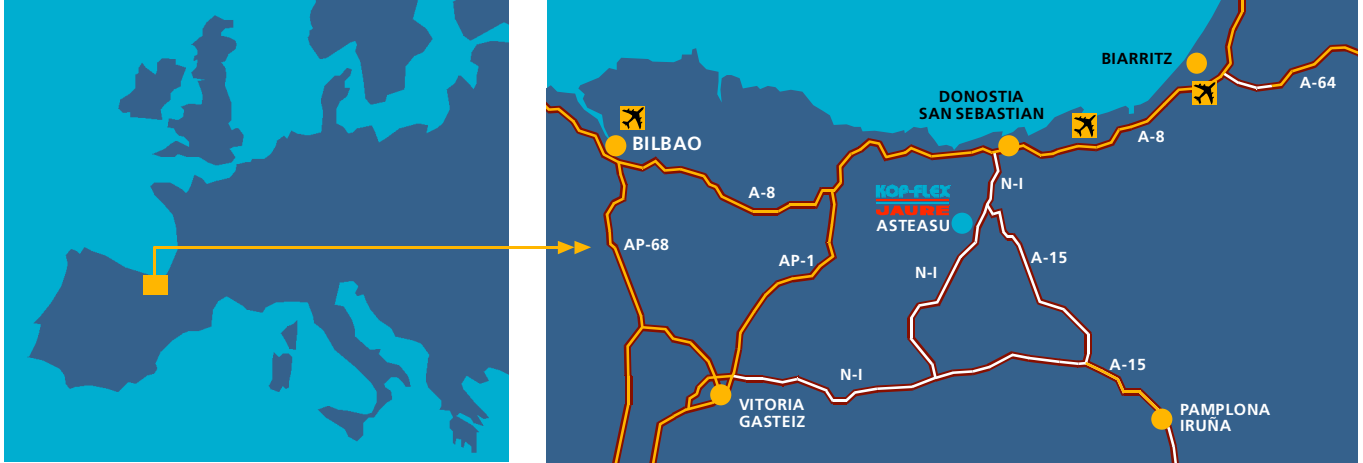 BIARRITZ
A-64
DONOSTIA
SAN SEBASTIAN
A-8
BILBAO
A-8
N-I
KOP-FLEX
JAURE
ASTEASU
AP-68
AP-1
N-I
A-15
N-I
A-15
VITORIA
GASTEIZ
PAMPLONA
IRUÑA